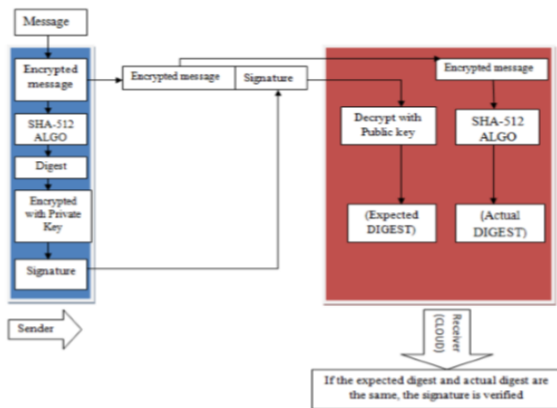 Message
Encrypted
message
SHA-512
ALGO
Digest
Encrypted
with Private
Key
Signature
Sender
Encrypted message
Signature
Encrypted message
Decrypt with
Public key
SHA-512
ALGO
(Expected
DIGEST)
(Actual
DIGEST)
Receiver
(CLOUD)
If the expected digest and actual digest are
the same, the signature is verified